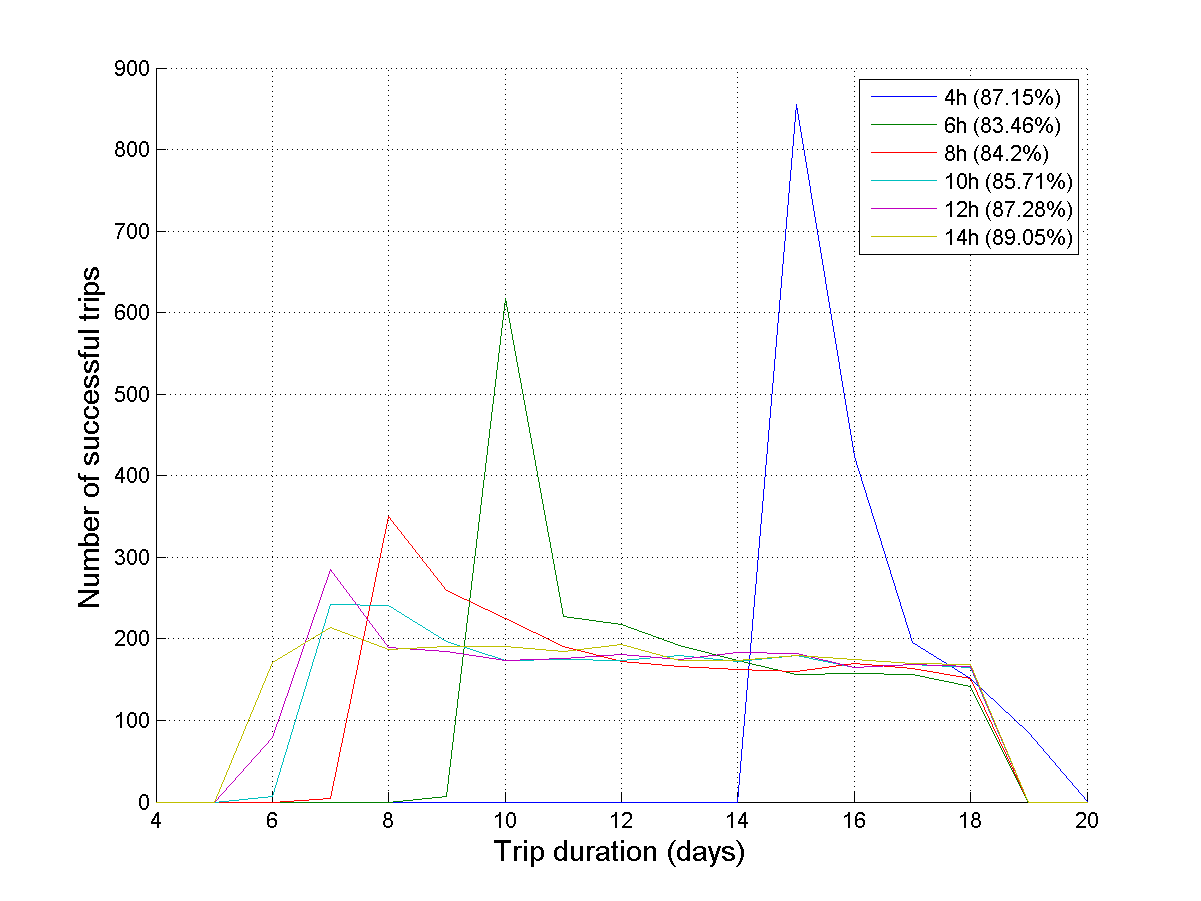 900
800
700
600
500
400
300
200
100
0
4
6
8
10
12
14
16
18
20
Number of successful trips
Trip duration (days)
4h (87.15%)
6h (83.46%)
8h (84.2%)
10h (85.71%)
12h (87.28%)
14h (89.05%)